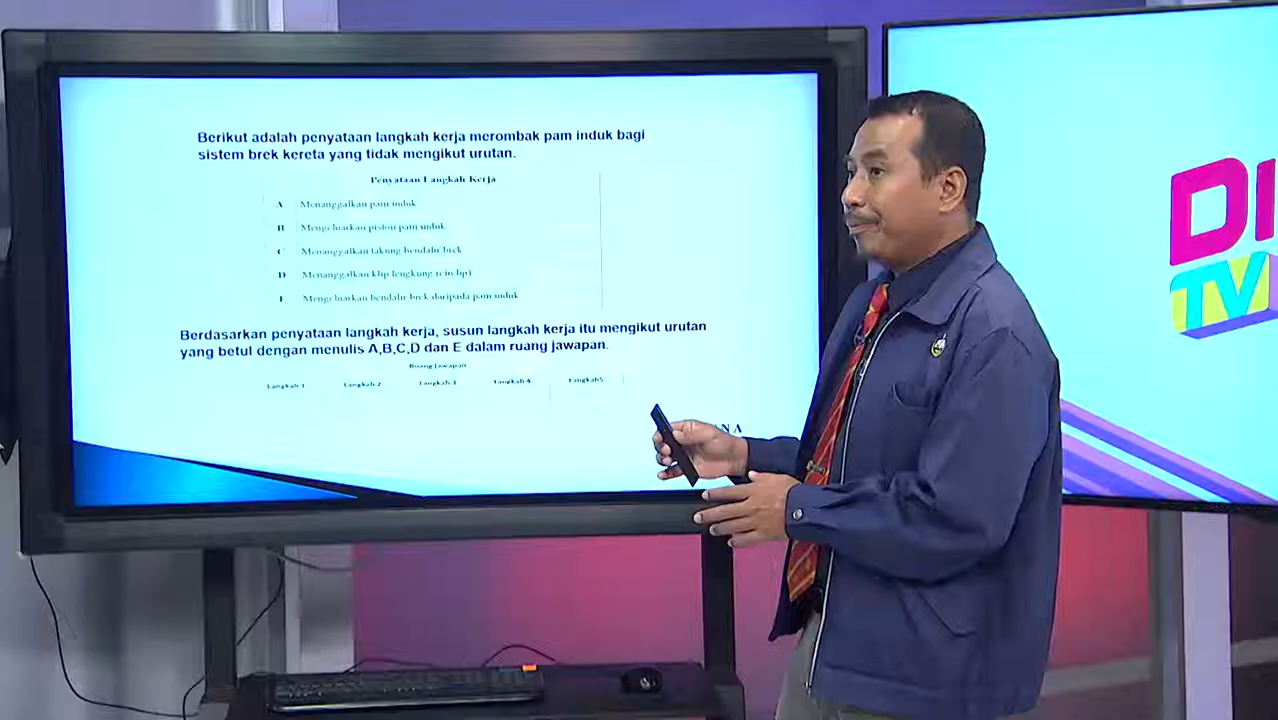 Berikut adalah penyataan langkah kerja merombak pam induk bagi
sistem brek kereta yang tidak mengikut urutan.
Penyataan Langkah Kerja
A Menanggalkan pam induk
B Mengeluarkan piston pam induk
C Menanggalkan takung bendalir brek
D Menanggalkan klip lengkung (cin lip)
E Mengeluarkan bendalir brek daripada pam induk
Berdasarkan penyataan langkah kerja, susun langkah kerja itu mengikut urutan
yang betul dengan menulis A,B,C,D dan E dalam ruang jawapan.
Ruang Jawapan
Langkah 1 Langkah 2 Langkah 3 Langkah 4 Langkah5
DI
TV